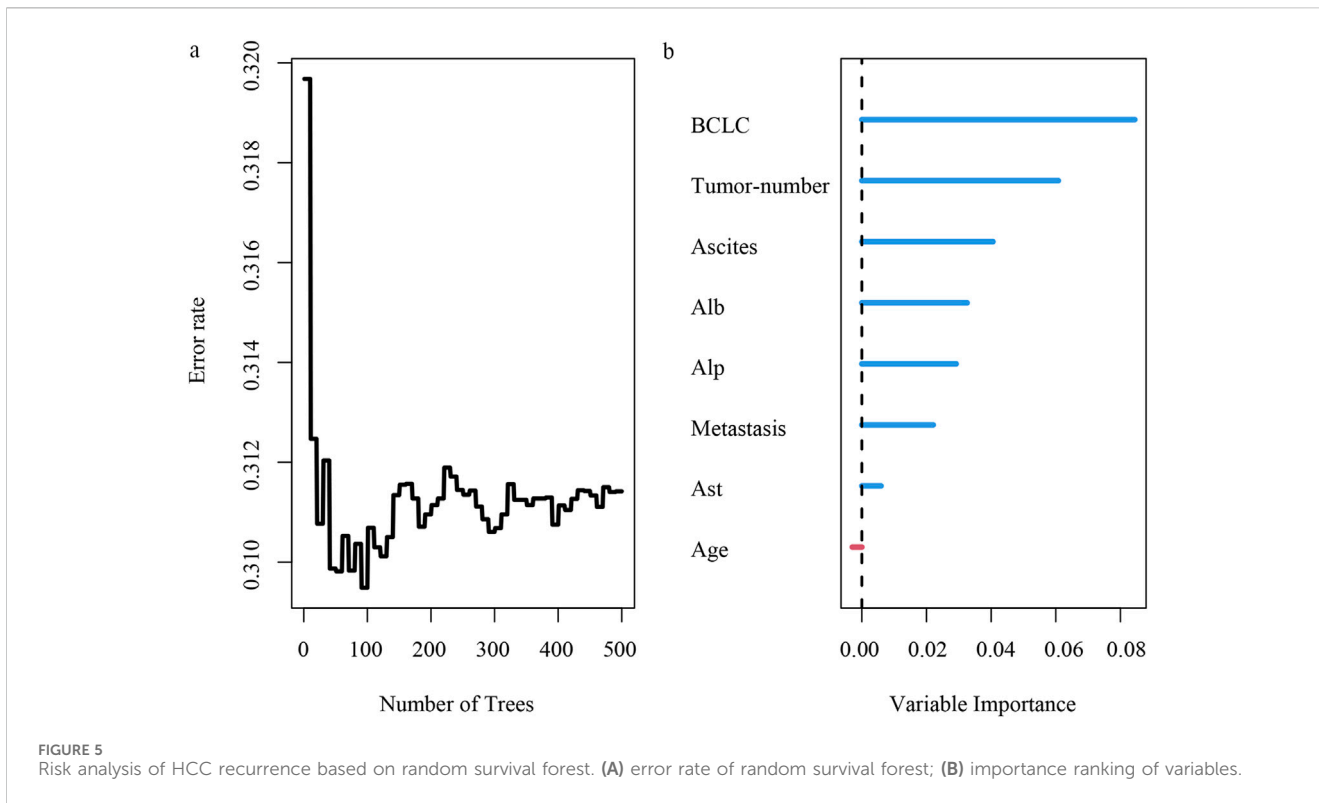 a
0.320
0.318
0.316
0.314
0.312
0.310
Error rate
0 100 200 300 400 500
Number of Trees
b
BCLC
Tumor-number
Ascites
Alb
Alp
Metastasis
Ast
Age
0.00 0.02 0.04 0.06 0.08
Variable Importance
FIGURE 5
Risk analysis of HCC recurrence based on random survival forest. (A) error rate of random survival forest; (B) importance ranking of variables.